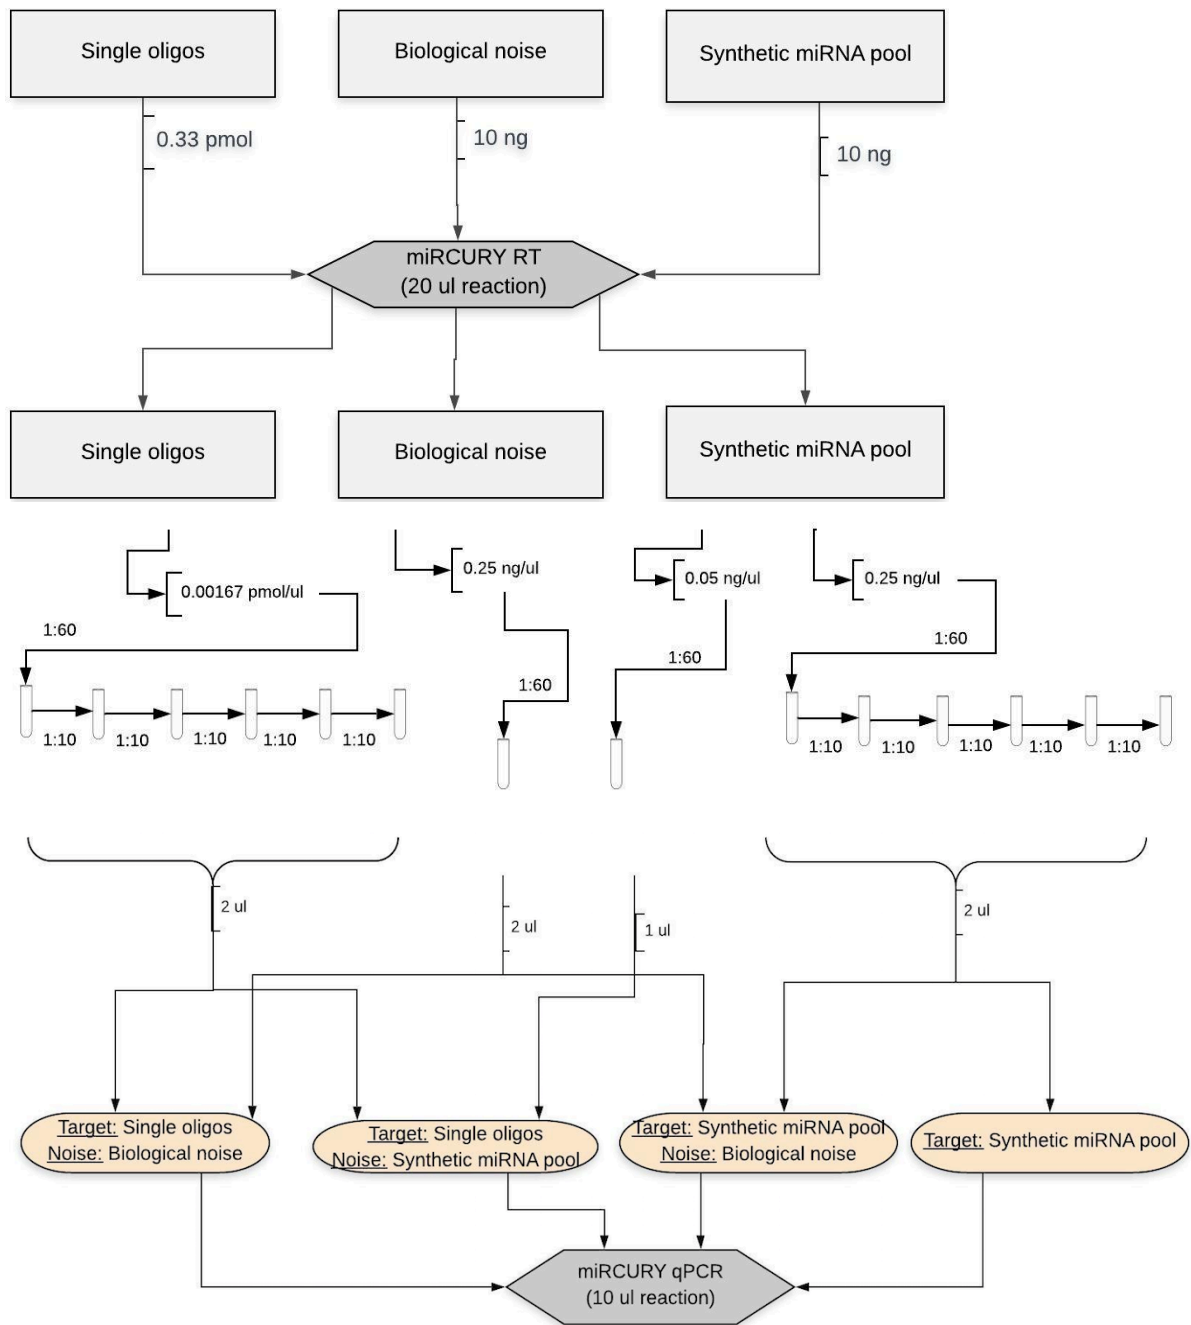 Single oligos
Biological noise
Synthetic miRNA pool
0.33 pmol
10 ng
10 ng
miRCURY RT
(20 ul reaction)
Single oligos
Biological noise
Synthetic miRNA pool
0.00167 pmol/ul
0.25 ng/ul
0.05 ng/ul
0.25 ng/ul
1:60
1:60
1:60
1:60
1:10
1:10
1:10
1:10
1:10
1:10
1:10
1:10
1:10
1:10
2 ul
2 ul
1 ul
2 ul
Target: Single oligos
Noise: Biological noise
Target: Single oligos
Noise: Synthetic miRNA pool
Target: Synthetic miRNA pool
Noise: Biological noise
Target: Synthetic miRNA pool
miRCURY qPCR
(10 ul reaction)